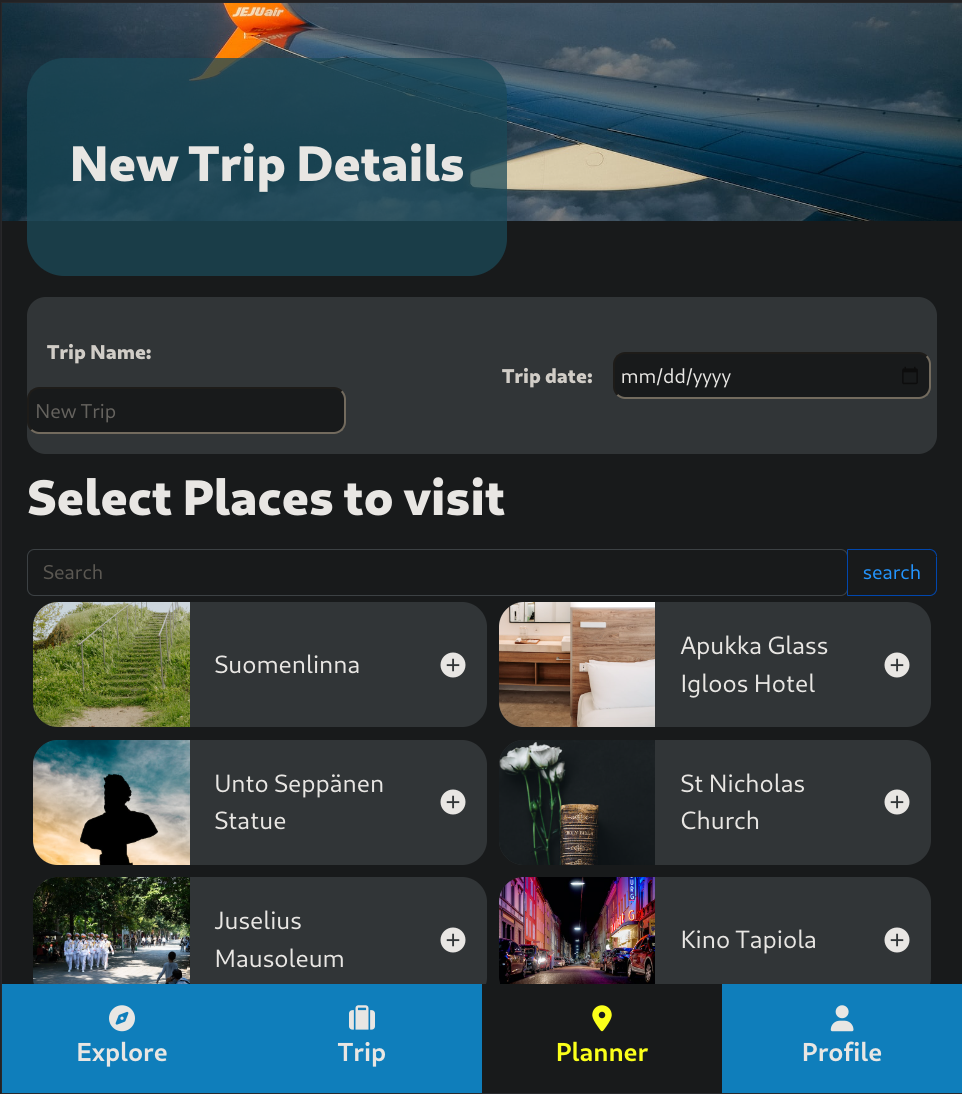 JEJUair
New Trip Details
Trip Name:
New Trip
Trip date:
mm/dd/yyyy
Select Places to visit
Search
search
Suomenlinna
Apukka Glass
Igloos Hotel
Unto Seppänen
Statue
HOLY BIBLE
St Nicholas
Church
Juselius
Mausoleum
Kino Tapiola
Explore
Trip
Planner
Profile